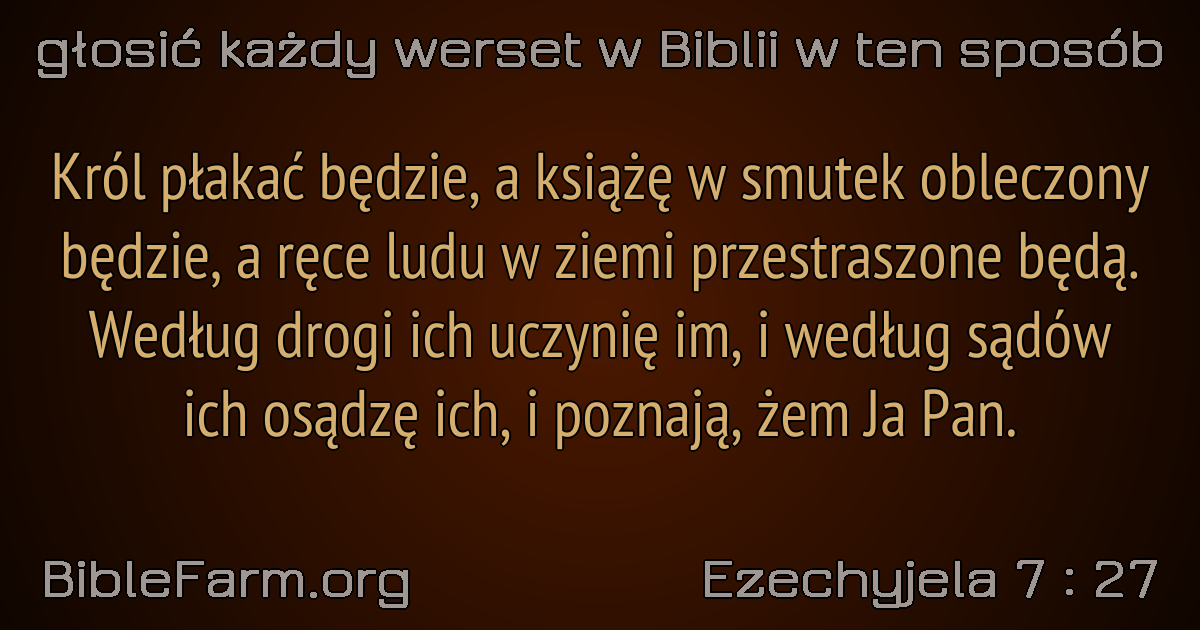 głosić każdy werset w Biblii w ten sposób
Król płakać będzie, a książę w smutek obleczony
będzie, a ręce ludu w ziemi przestraszone będą.
Według drogi ich uczynię im, i według sądów
ich osądzę ich, i poznają, żem Ja Pan.
BibleFarm.org
Ezechyjela 7 : 27